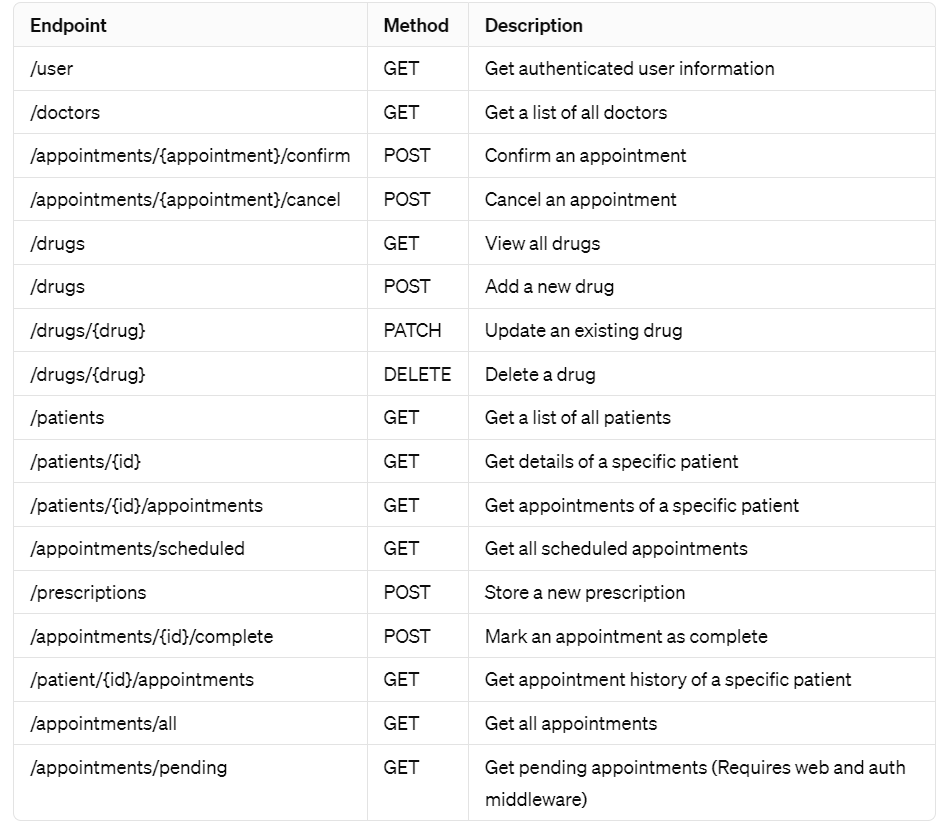 Endpoint Method Description
/user GET Get authenticated user information
/doctors GET Get a list of all doctors
/appointments/{appointment}/confirm POST Confirm an appointment
/appointments/{appointment}/cancel POST Cancel an appointment
/drugs GET View all drugs
/drugs POST Add a new drug
/drugs/{drug} PATCH Update an existing drug
/drugs/{drug} DELETE Delete a drug
/patients GET Get a list of all patients
/patients/{id} GET Get details of a specific patient
/patients/{id}/appointments GET Get appointments of a specific patient
/appointments/scheduled GET Get all scheduled appointments
/prescriptions POST Store a new prescription
/appointments/{id}/complete POST Mark an appointment as complete
/patient/{id}/appointments GET Get appointment history of a specific patient
/appointments/all GET Get all appointments
/appointments/pending GET Get pending appointments (Requires web and auth
middleware)